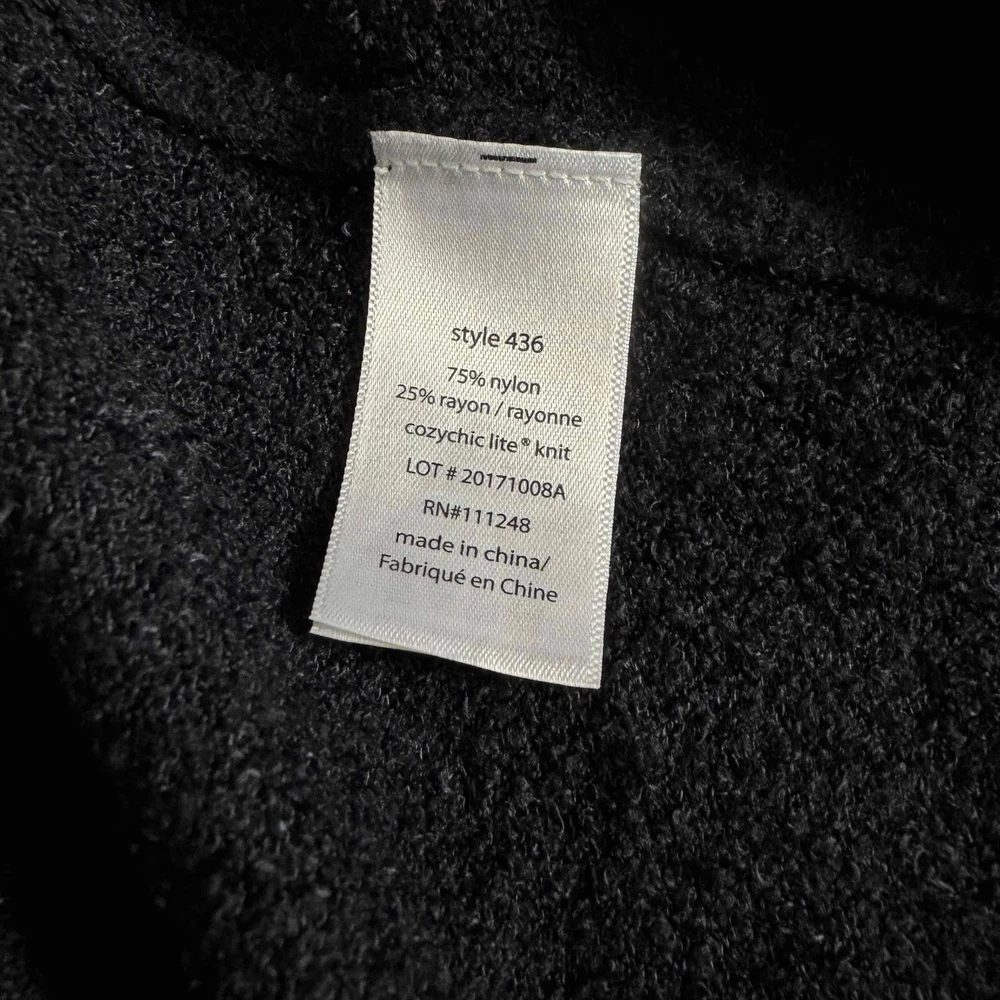 style 436
75% nylon
25% rayon / rayonne
cozychic lite® knit
LOT # 20171008A
RN#111248
made in china/
Fabriqué en Chine